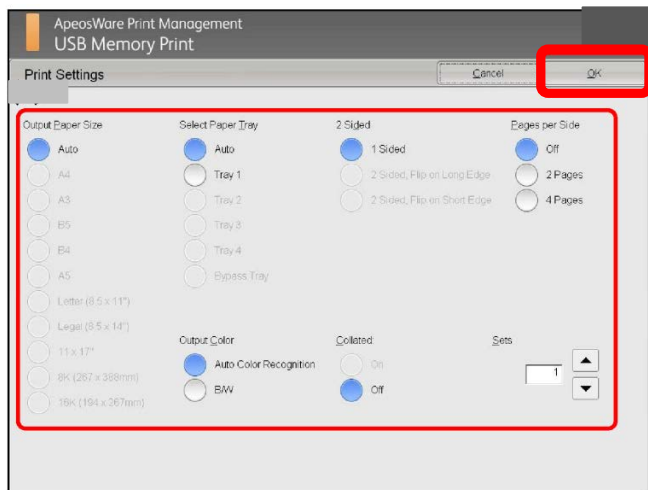 ApeosWare Print Management
USB Memory Print
Print Settings
Cancel
OK
Output Paper Size
Auto
A4
A3
B5
B4
A5
Letter (8.5 x 11")
Legal (8.5 x 14")
11 x 17"
8K (267 x 388mm)
16K (194 x 267mm)
Select Paper Tray
Auto
Tray 1
Tray 2
Tray 3
Tray 4
Bypass Tray
2 Sided
1 Sided
2 Sided, Flip on Long Edge
2 Sided, Flip on Short Edge
Pages per Side
Off
2 Pages
4 Pages
Output Color
Auto Color Recognition
B/W
Collated
On
Off
Sets
1